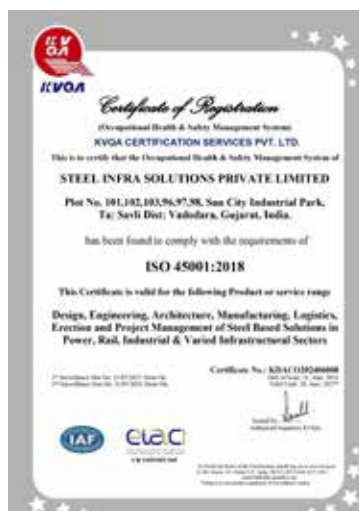 KVQA
Certificate of Registration
(Occupational Health & Safety Management System)
KVQA CERTIFICATION SERVICES PVT. LTD.
This is to certify that the Occupational Health & Safety Management System of
STEEL INFRA SOLUTIONS PRIVATE LIMITED
Plot No. 101,102,103,96,97,98, Sun City Industrial Park,
Ta: Savli Dist: Vadodara, Gujarat, India.
has been found to comply with the requirements of
ISO 45001:2018
This Certificate is valid for the following Product or service range
Design, Engineering, Architecture, Manufacturing, Logistics,
Erection and Project Management of Steel Based Solutions in
Power, Rail, Industrial & Varied Infrastructural Sectors
Certificate No.:
IAF